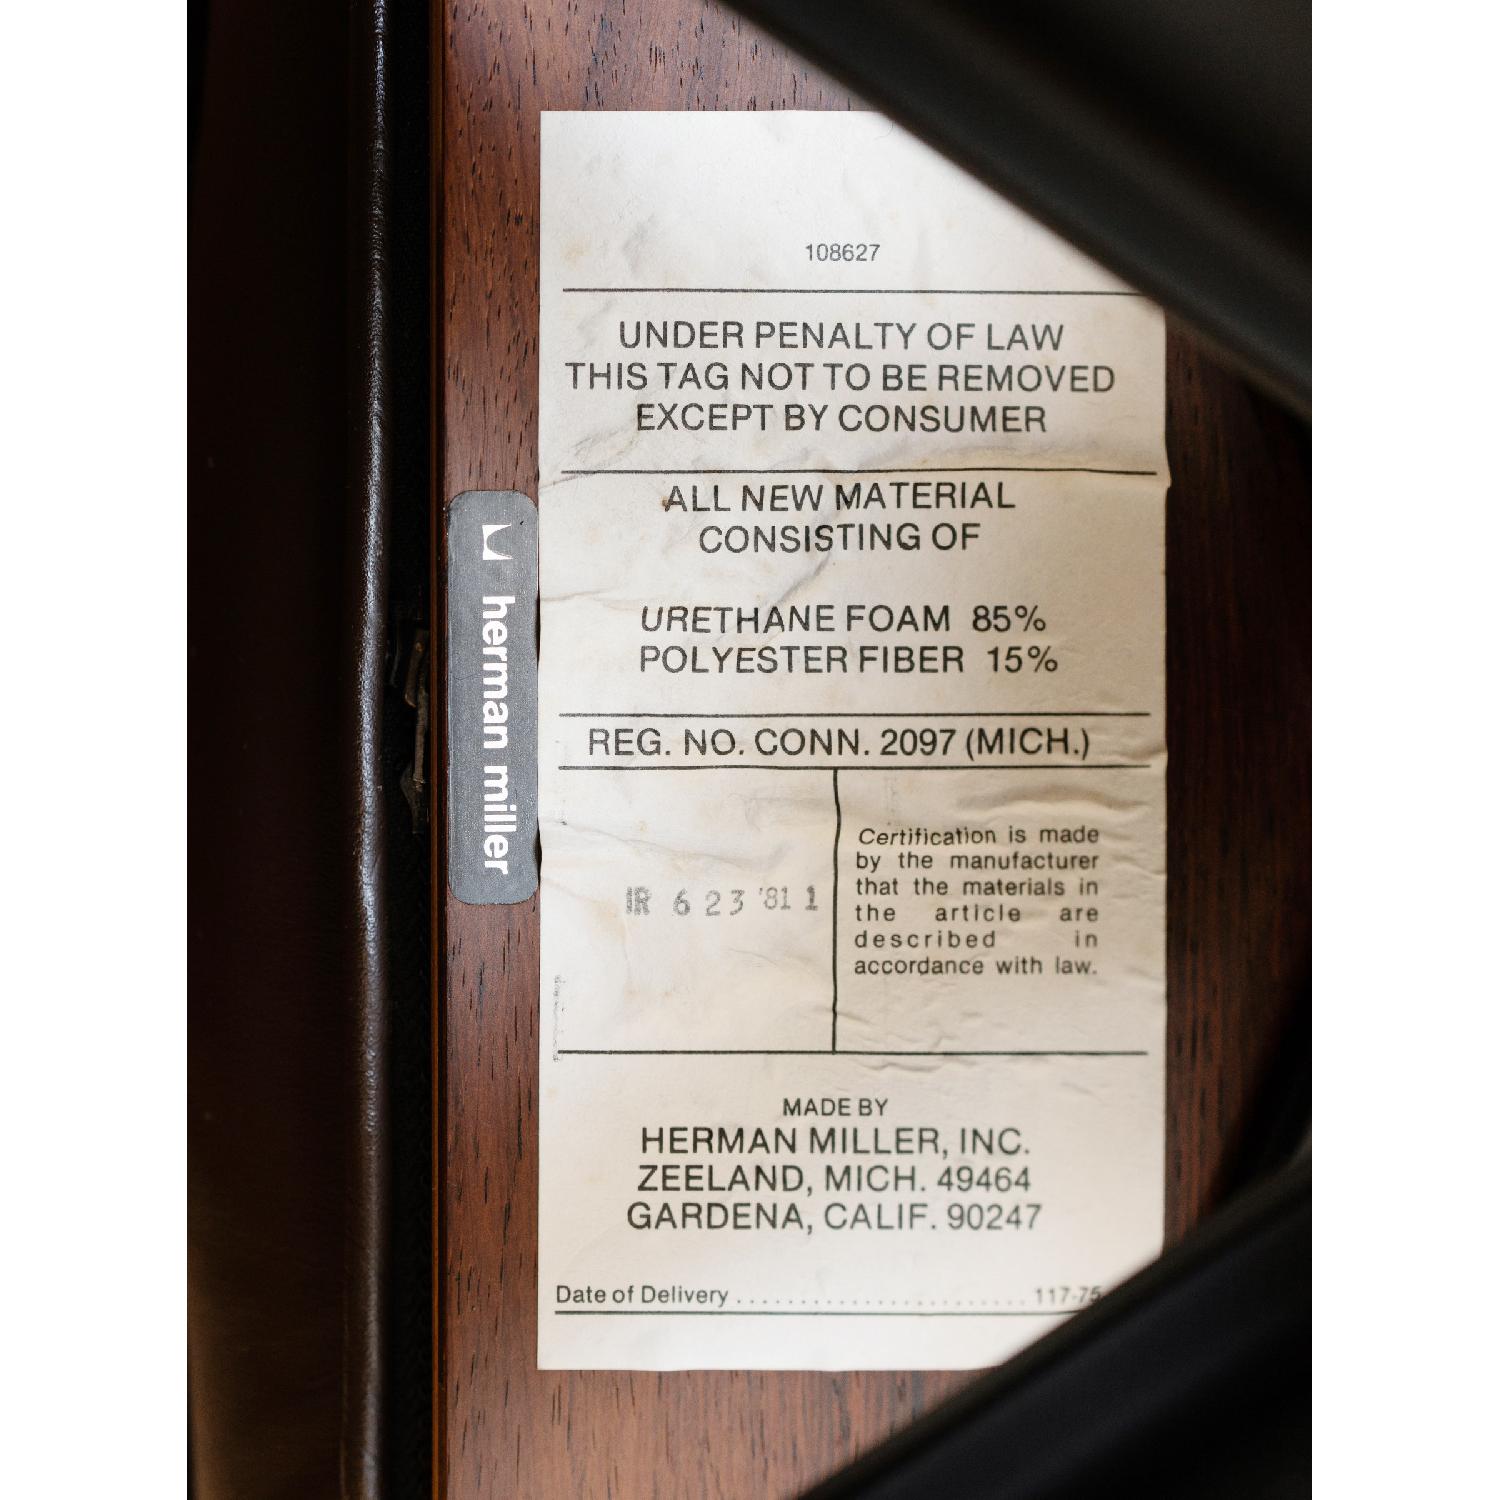 108627
UNDER PENALTY OF LAW
THIS TAG NOT TO BE REMOVED
EXCEPT BY CONSUMER
ALL NEW MATERIAL
CONSISTING OF
URETHANE FOAM 85%
POLYESTER FIBER 15%
REG. NO. CONN. 2097 (MICH.)
IR 6 23 '81 1
Certification is made
by the manufacturer
that the materials in
the article are
described in
accordance with law.
MADE BY
HERMAN MILLER, INC.
ZEELAND, MICH. 49464
GARDENA, CALIF. 90247
Date of Delivery ........................ 117-75
herman miller